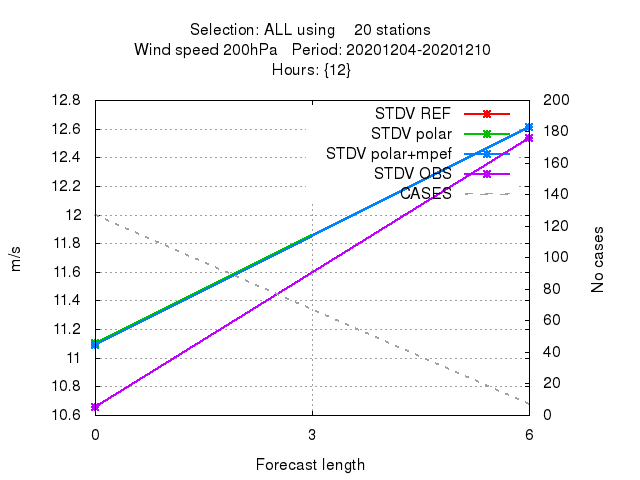 Selection: ALL using 20 stations
Wind speed 200hPa Period: 20201204-20201210
Hours: {12}
12.8
12.6
12.4
12.2
12
11.8
11.6
11.4
11.2
11
10.8
10.6
m/s
STDV REF
STDV polar
STDV polar+mpef
STDV OBS
CASES
200
180
160
140
120
100
80
60
40
20
0
No cases
0 3 6
Forecast length